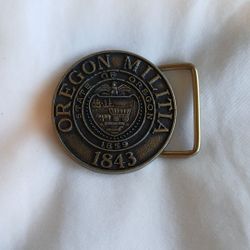 OREGON MILITIA
STATE OF OREGON
1859
1843